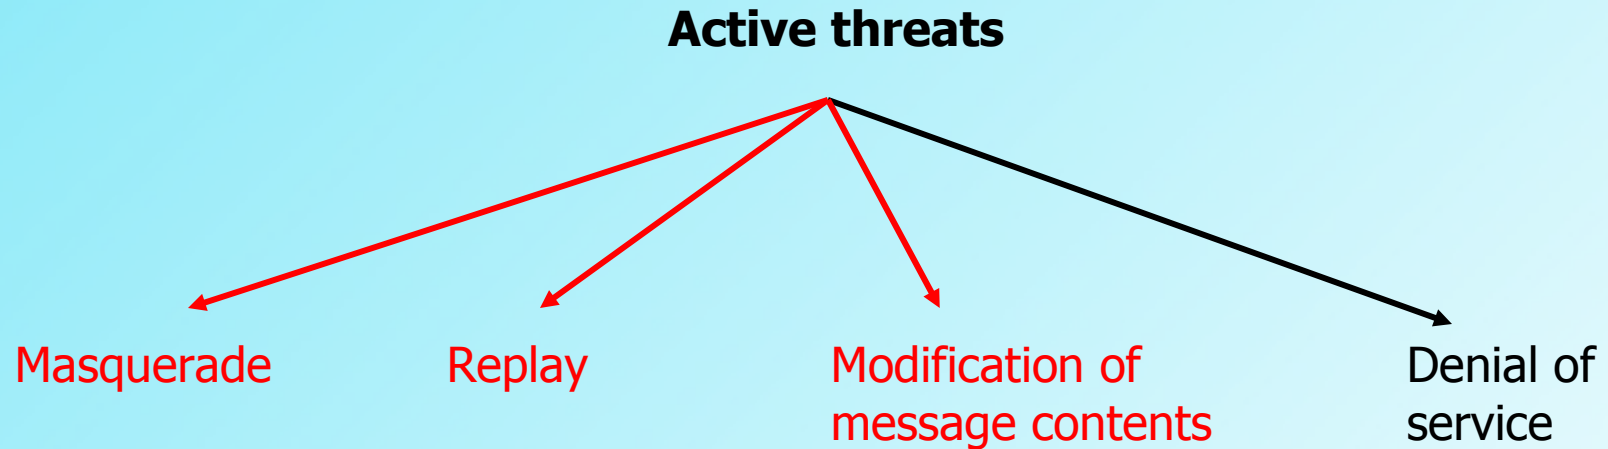 Active threats
Masquerade
Replay
Modification of
message contents
Denial of
service